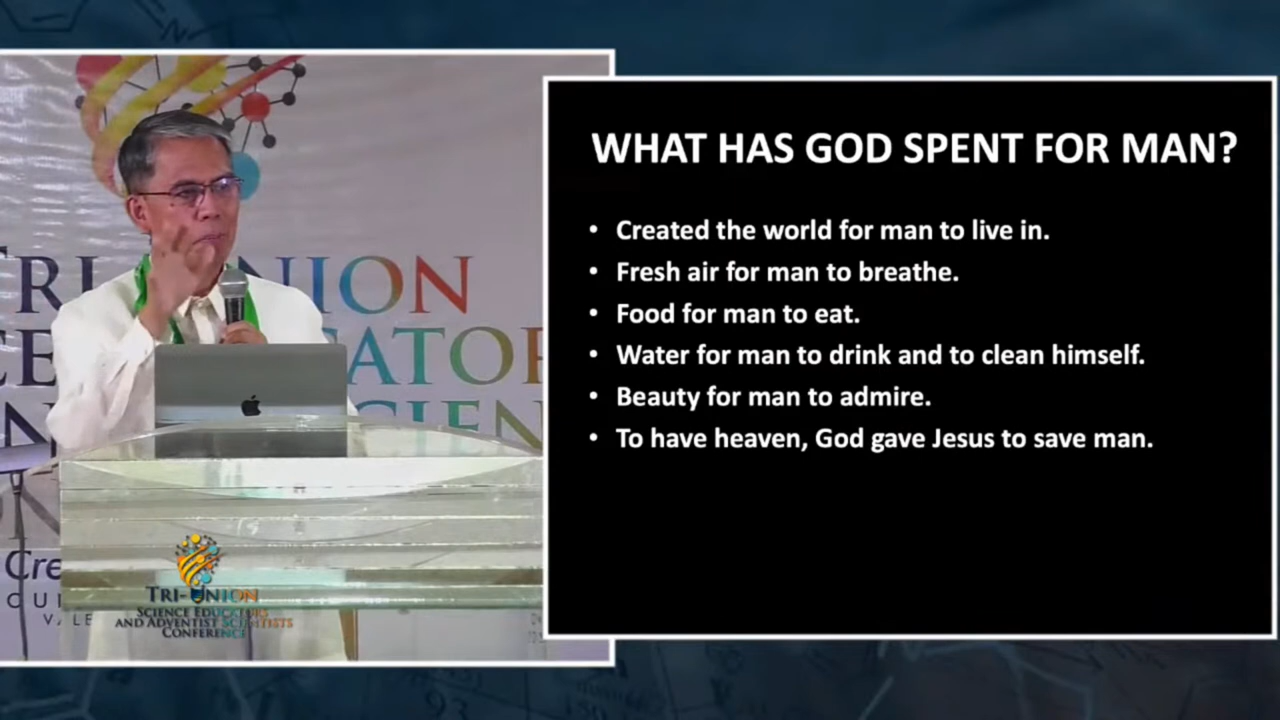 WHAT HAS GOD SPENT FOR MAN?
• Created the world for man to live in.
• Fresh air for man to breathe.
• Food for man to eat.
• Water for man to drink and to clean himself.
• Beauty for man to admire.
• To have heaven, God gave Jesus to save man.
TRI-UNION
SCIENCE EDUCATORS
AND ADVENTIST SCIENTISTS
CONFERENCE
93